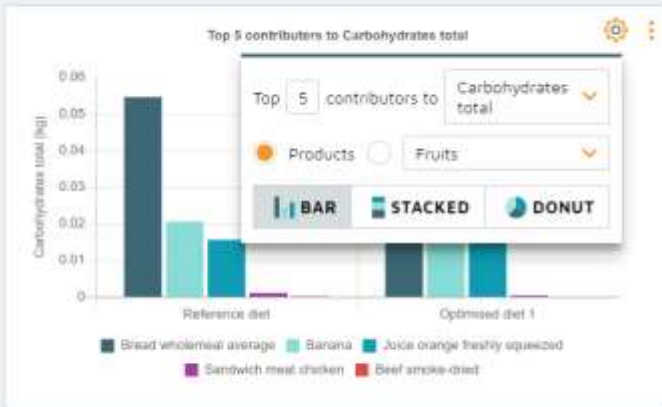 Top 5 contributers to Carbohydrates total
Top 5 contributors to Carbohydrates total
Products Fruits
BAR STACKED DONUT
Carbohydrates total (kg)
0.06
0.05
0.04
0.03
0.02
0.01
0
Reference diet Optimised diet 1
Bread wholemeal average Banana Juice orange freshly squeezed
Sandwich meat chicken Beef smoke-dried